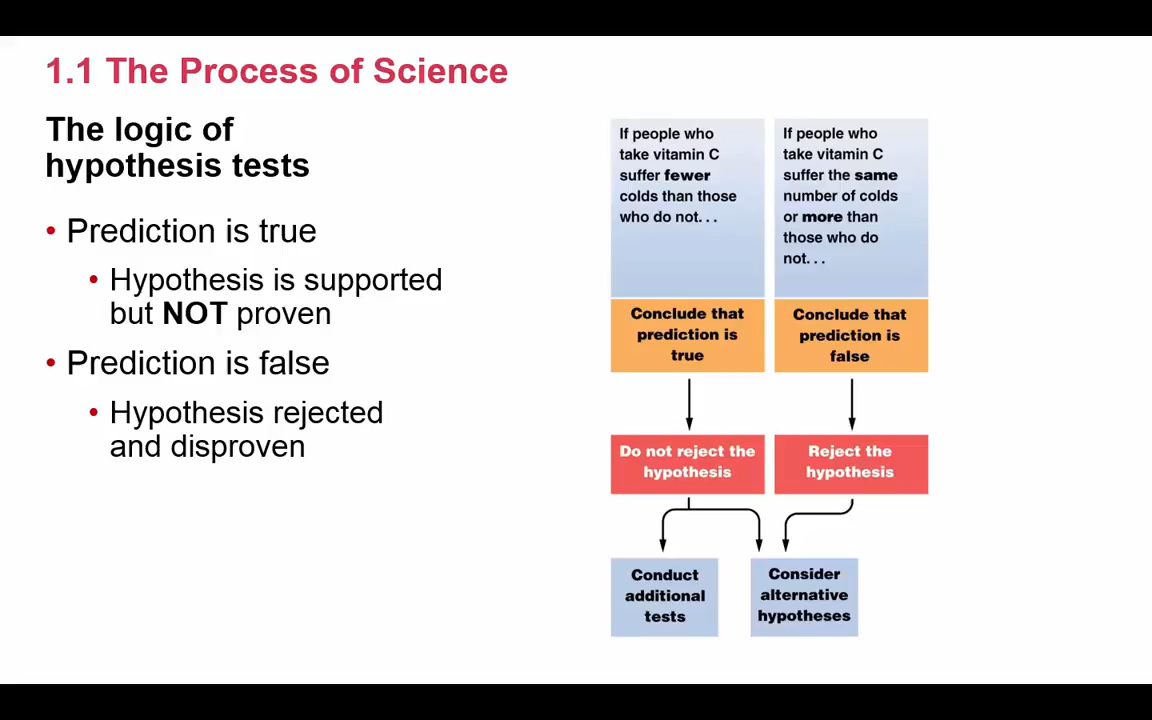 1.1 The Process of Science
The logic of
hypothesis tests
• Prediction is true
• Hypothesis is supported
but NOT proven
• Prediction is false
• Hypothesis rejected
and disproven
If people who
take vitamin C
suffer fewer
colds than those
who do not...
If people who
take vitamin C
suffer the same
number of colds
or more than
those who do
not...
Conclude that
prediction is
true
Conclude that
prediction is
false
Do not reject the
hypothesis
Reject the
hypothesis
Conduct
additional
tests
Consider
alternative
hypotheses